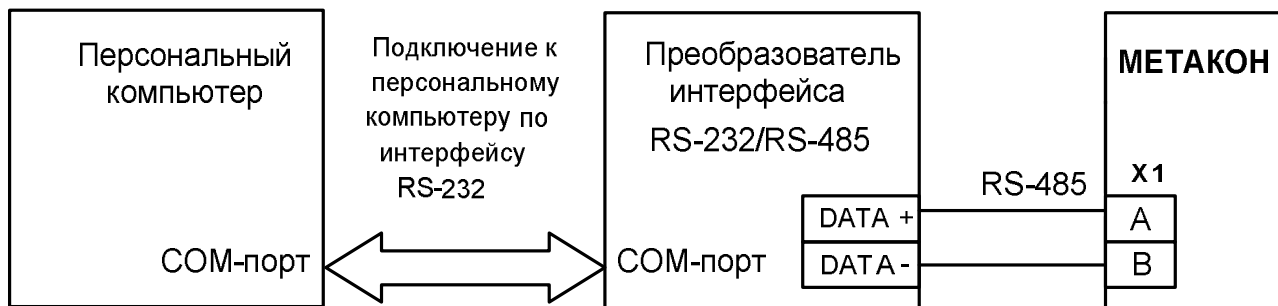 Персональный
компьютер
COM-порт
Подключение к
персональному
компьютеру по
интерфейсу
RS-232
Преобразователь
интерфейса
RS-232/RS-485
COM-порт
DATA +
DATA -
RS-485
МЕТАКОН
X1
A
B